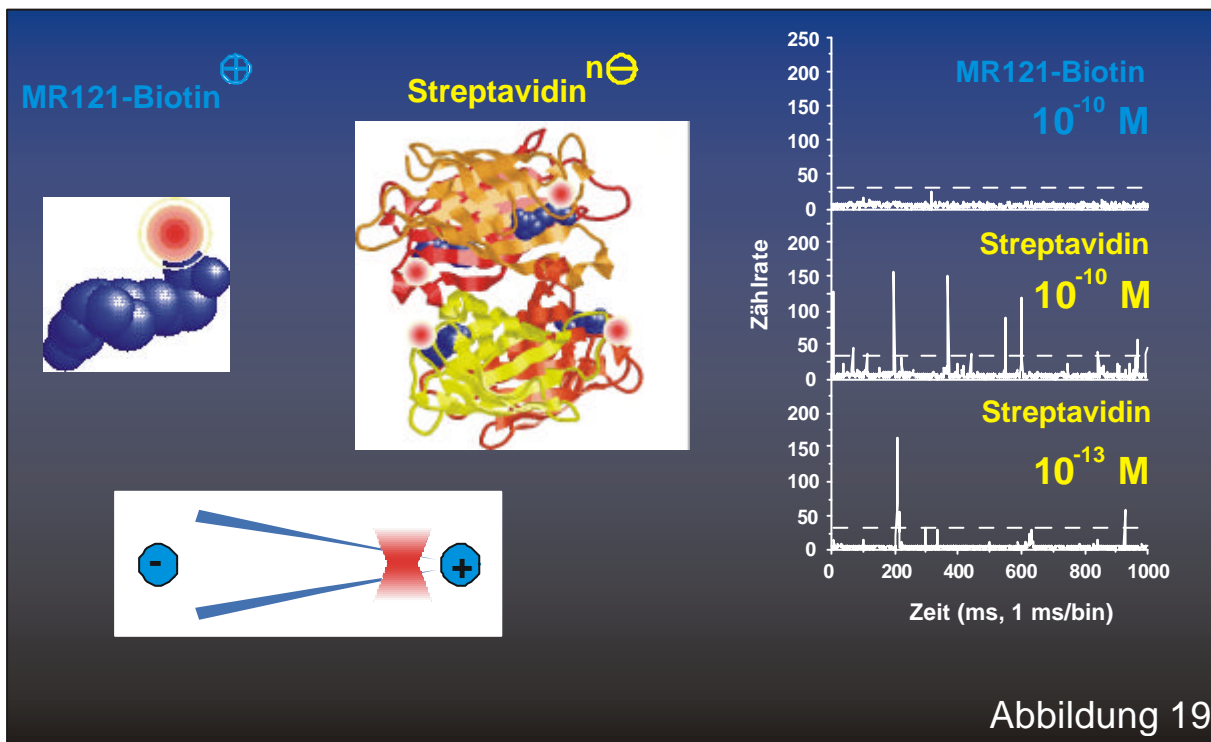 MR121-Biotin⊕
Streptavidin n⊖
-
+
250
200
150
100
50
0
MR121-Biotin
10⁻¹⁰ M
200
150
100
50
0
Streptavidin
10⁻¹⁰ M
200
150
100
50
0
Streptavidin
10⁻¹³ M
Zählrate
0 200 400 600 800 1000
Zeit (ms, 1 ms/bin)
Abbildung 19